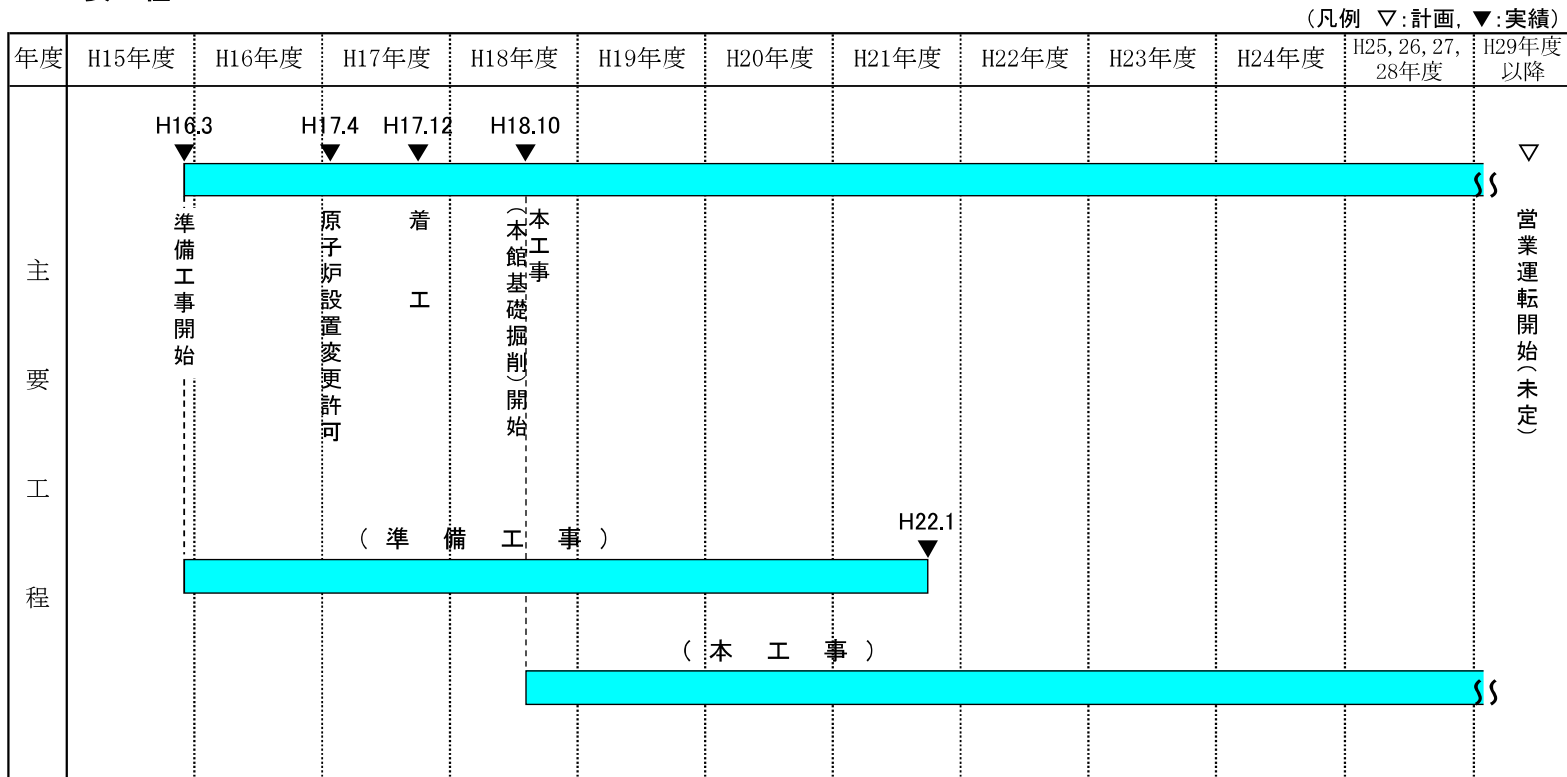 (凡例 ▽:計画, ▼:実績)
年度
H15年度
H16年度
H17年度
H18年度
H19年度
H20年度
H21年度
H22年度
H23年度
H24年度
H25, 26, 27,
28年度
H29年度
以降
主要工程
H16.3
H17.4
H17.12
H18.10
準備工事開始
原子炉設置変更許可
着工
本工事
(本館基礎掘削)開始
営業運転開始(未定)
(準備工事)
H22.1
(本工事)